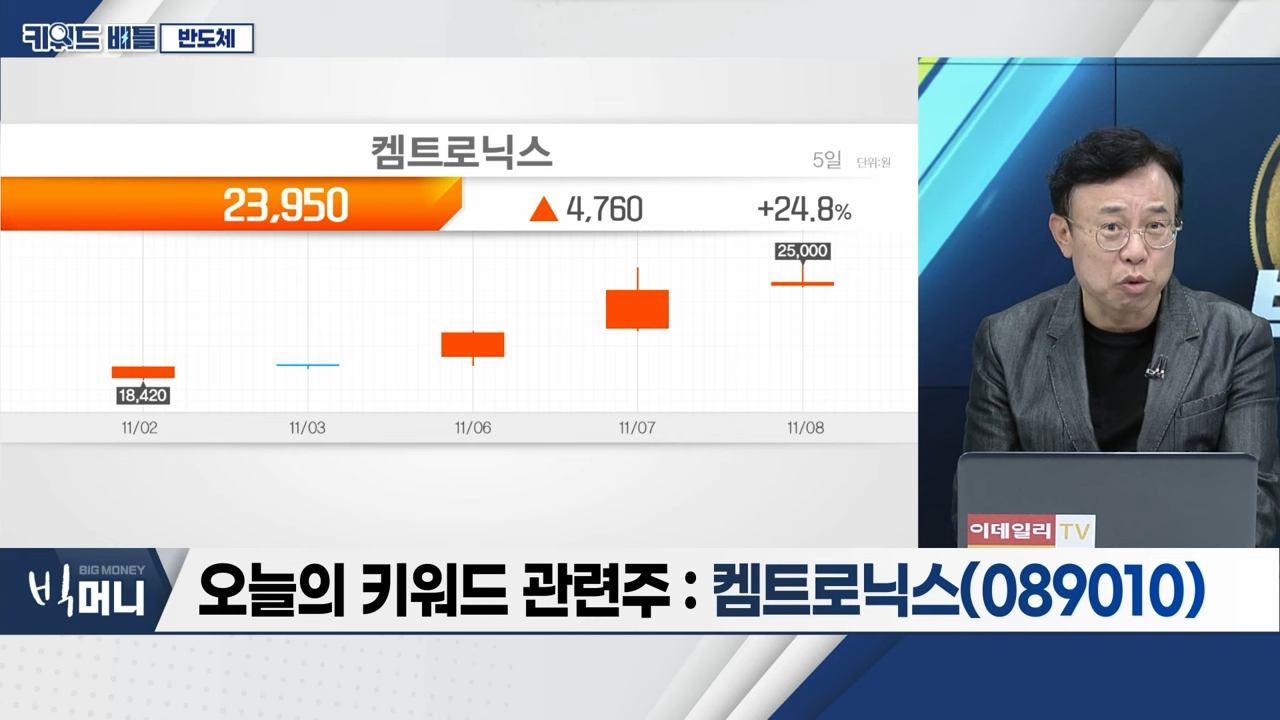 키워드 배틀 반도체
켐트로닉스
5일 단위:원
23,950 ▲ 4,760 +24.8%
25,000
18,420
11/02 11/03 11/06 11/07 11/08
이데일리 TV
BIG MONEY
빅머니
오늘의 키워드 관련주 : 켐트로닉스(089010)